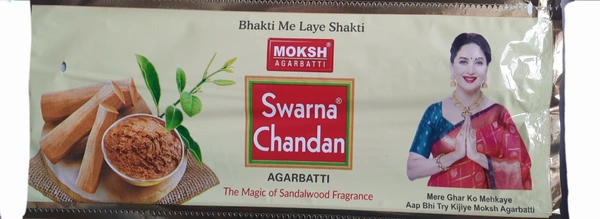 Bhakti Me Laye Shakti
MOKSH®
AGARBATTI
Swarna®
Chandan
AGARBATTI
The Magic of Sandalwood Fragrance
Mere Ghar Ko Mehkaye
Aap Bhi Try Kijiye Moksh Agarbatti